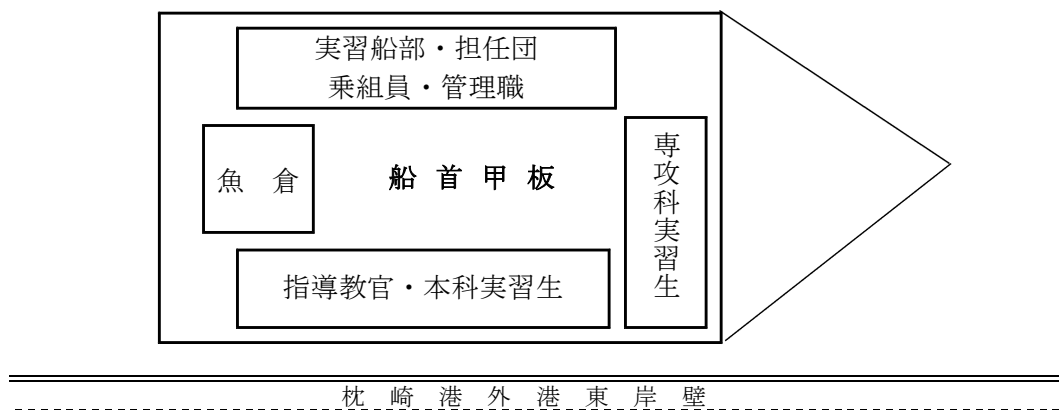 実習船部・担任団
乗組員・管理職
専攻科実習生
魚 倉
船 首 甲 板
指導教官・本科実習生
枕 崎 港 外 港 東 岸 壁